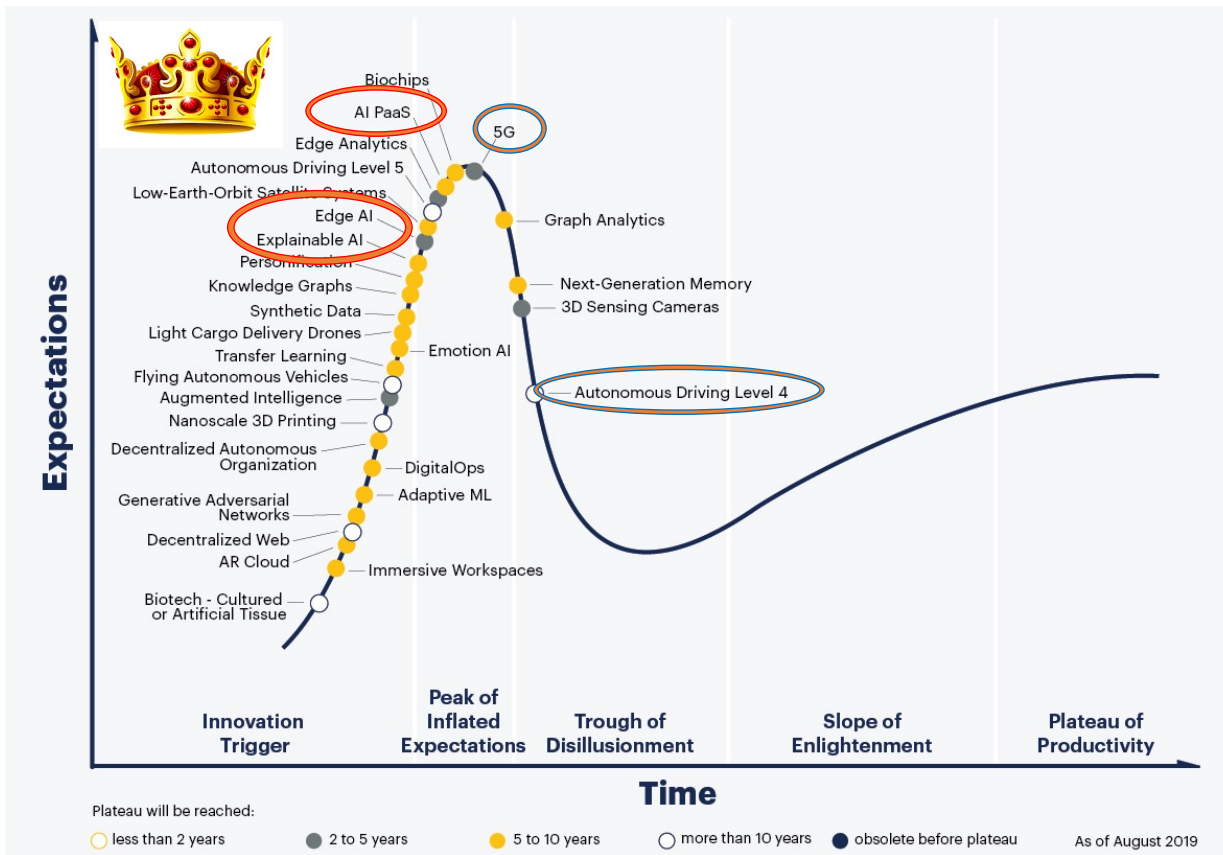 Biochips
AI PaaS
5G
Edge Analytics
Autonomous Driving Level 5
Low-Earth-Orbit Satellite Systems
Edge AI
Graph Analytics
Explainable AI
Personification
Knowledge Graphs
Next-Generation Memory
Synthetic Data
3D Sensing Cameras
Light Cargo Delivery Drones
Emotion AI
Transfer Learning
Flying Autonomous Vehicles
Autonomous Driving Level 4
Augmented Intelligence
Nanoscale 3D Printing
Decentralized Autonomous
Organization
DigitalOps
Adaptive ML
Generative Adversarial
Networks
Decentralized Web
AR Cloud
Immersive Workspaces
Biotech - Cultured
or Artificial Tissue
Expectations
Innovation
Trigger
Peak of
Inflated
Expectations
Trough of
Disillusionment
Slope of
Enlightenment
Plateau of
Productivity
Time
Plateau will be reached:
less than 2 years
2 to 5 years
5 to 10 years
more than 10 years
obsolete before plateau
As of August 2019